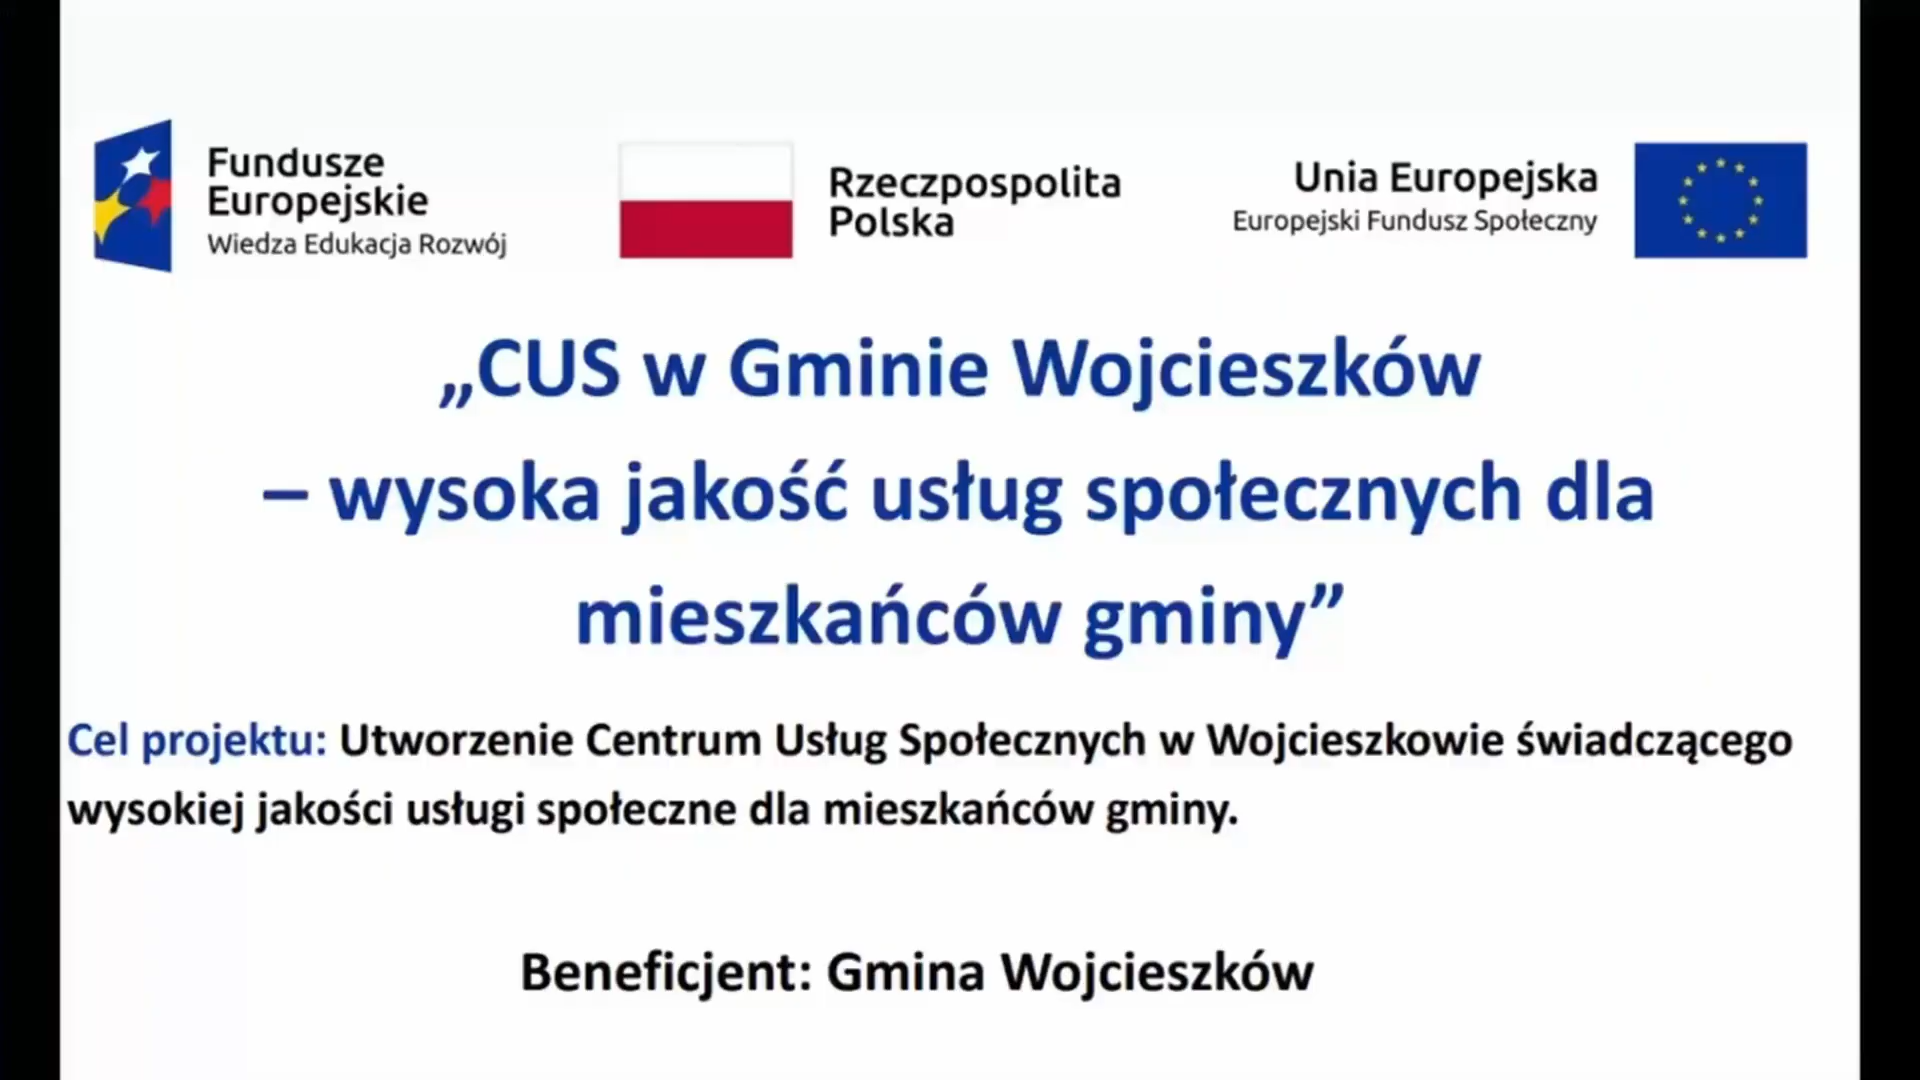 Fundusze
Europejskie
Wiedza Edukacja Rozwój
Rzeczpospolita
Polska
Unia Europejska
Europejski Fundusz Społeczny
„CUS w Gminie Wojcieszków
– wysoka jakość usług społecznych dla
mieszkańców gminy”
Cel projektu: Utworzenie Centrum Usług Społecznych w Wojcieszkowie świadczącego
wysokiej jakości usługi społeczne dla mieszkańców gminy.
Beneficjent: Gmina Wojcieszków